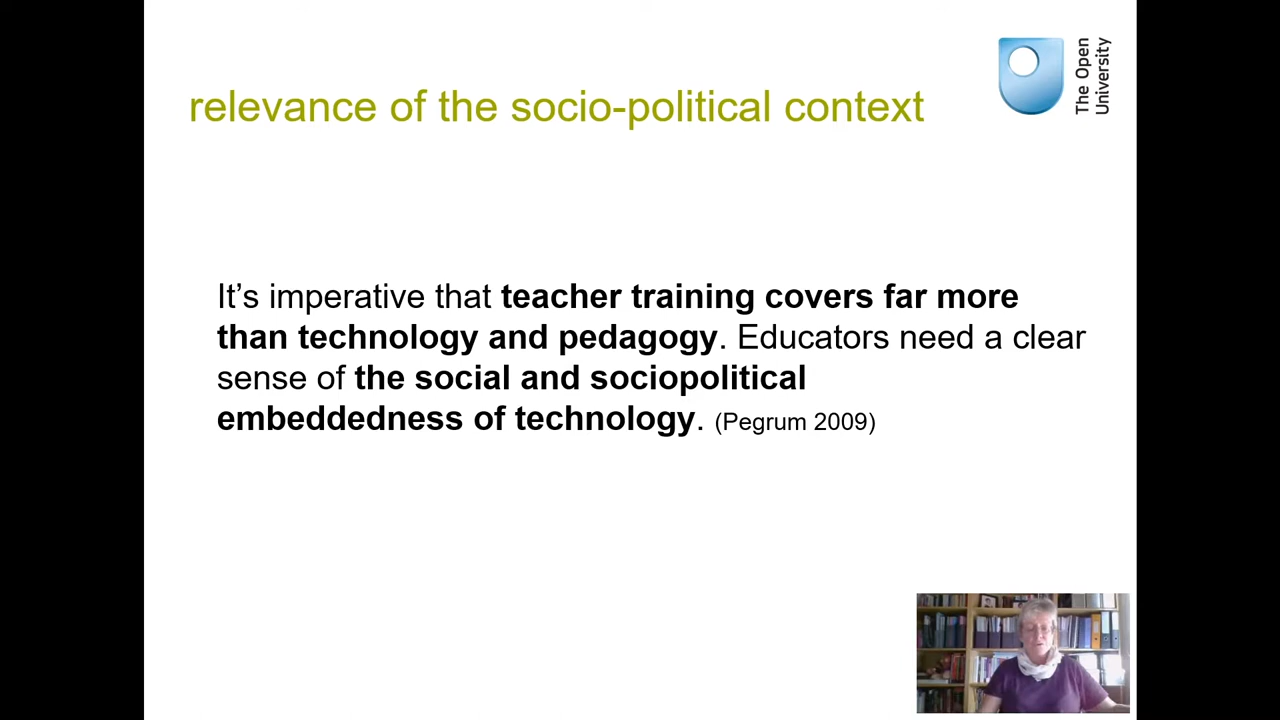 relevance of the socio-political context
The Open
University
It’s imperative that teacher training covers far more
than technology and pedagogy. Educators need a clear
sense of the social and sociopolitical
embeddedness of technology. (Pegrum 2009)